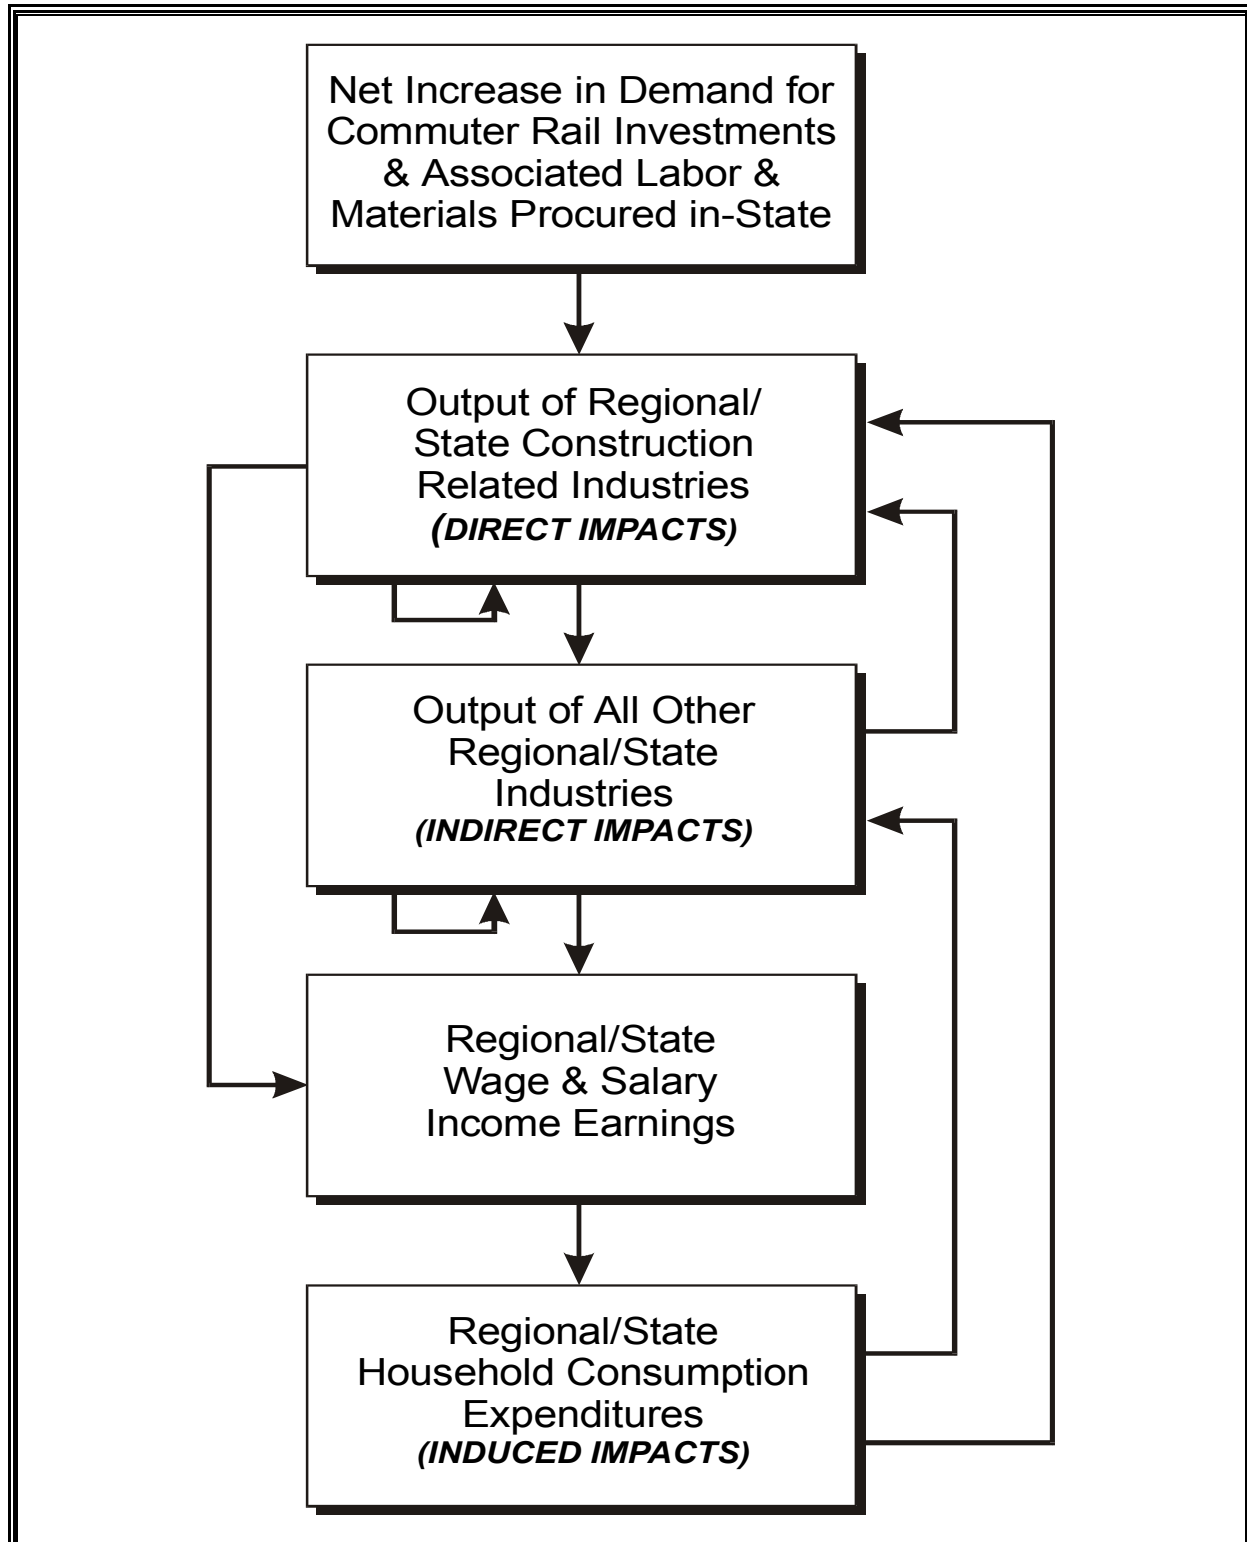 Net Increase in Demand for
Commuter Rail Investments
& Associated Labor &
Materials Procured in-State
Output of Regional/
State Construction
Related Industries
(DIRECT IMPACTS)
Output of All Other
Regional/State
Industries
(INDIRECT IMPACTS)
Regional/State
Wage & Salary
Income Earnings
Regional/State
Household Consumption
Expenditures
(INDUCED IMPACTS)